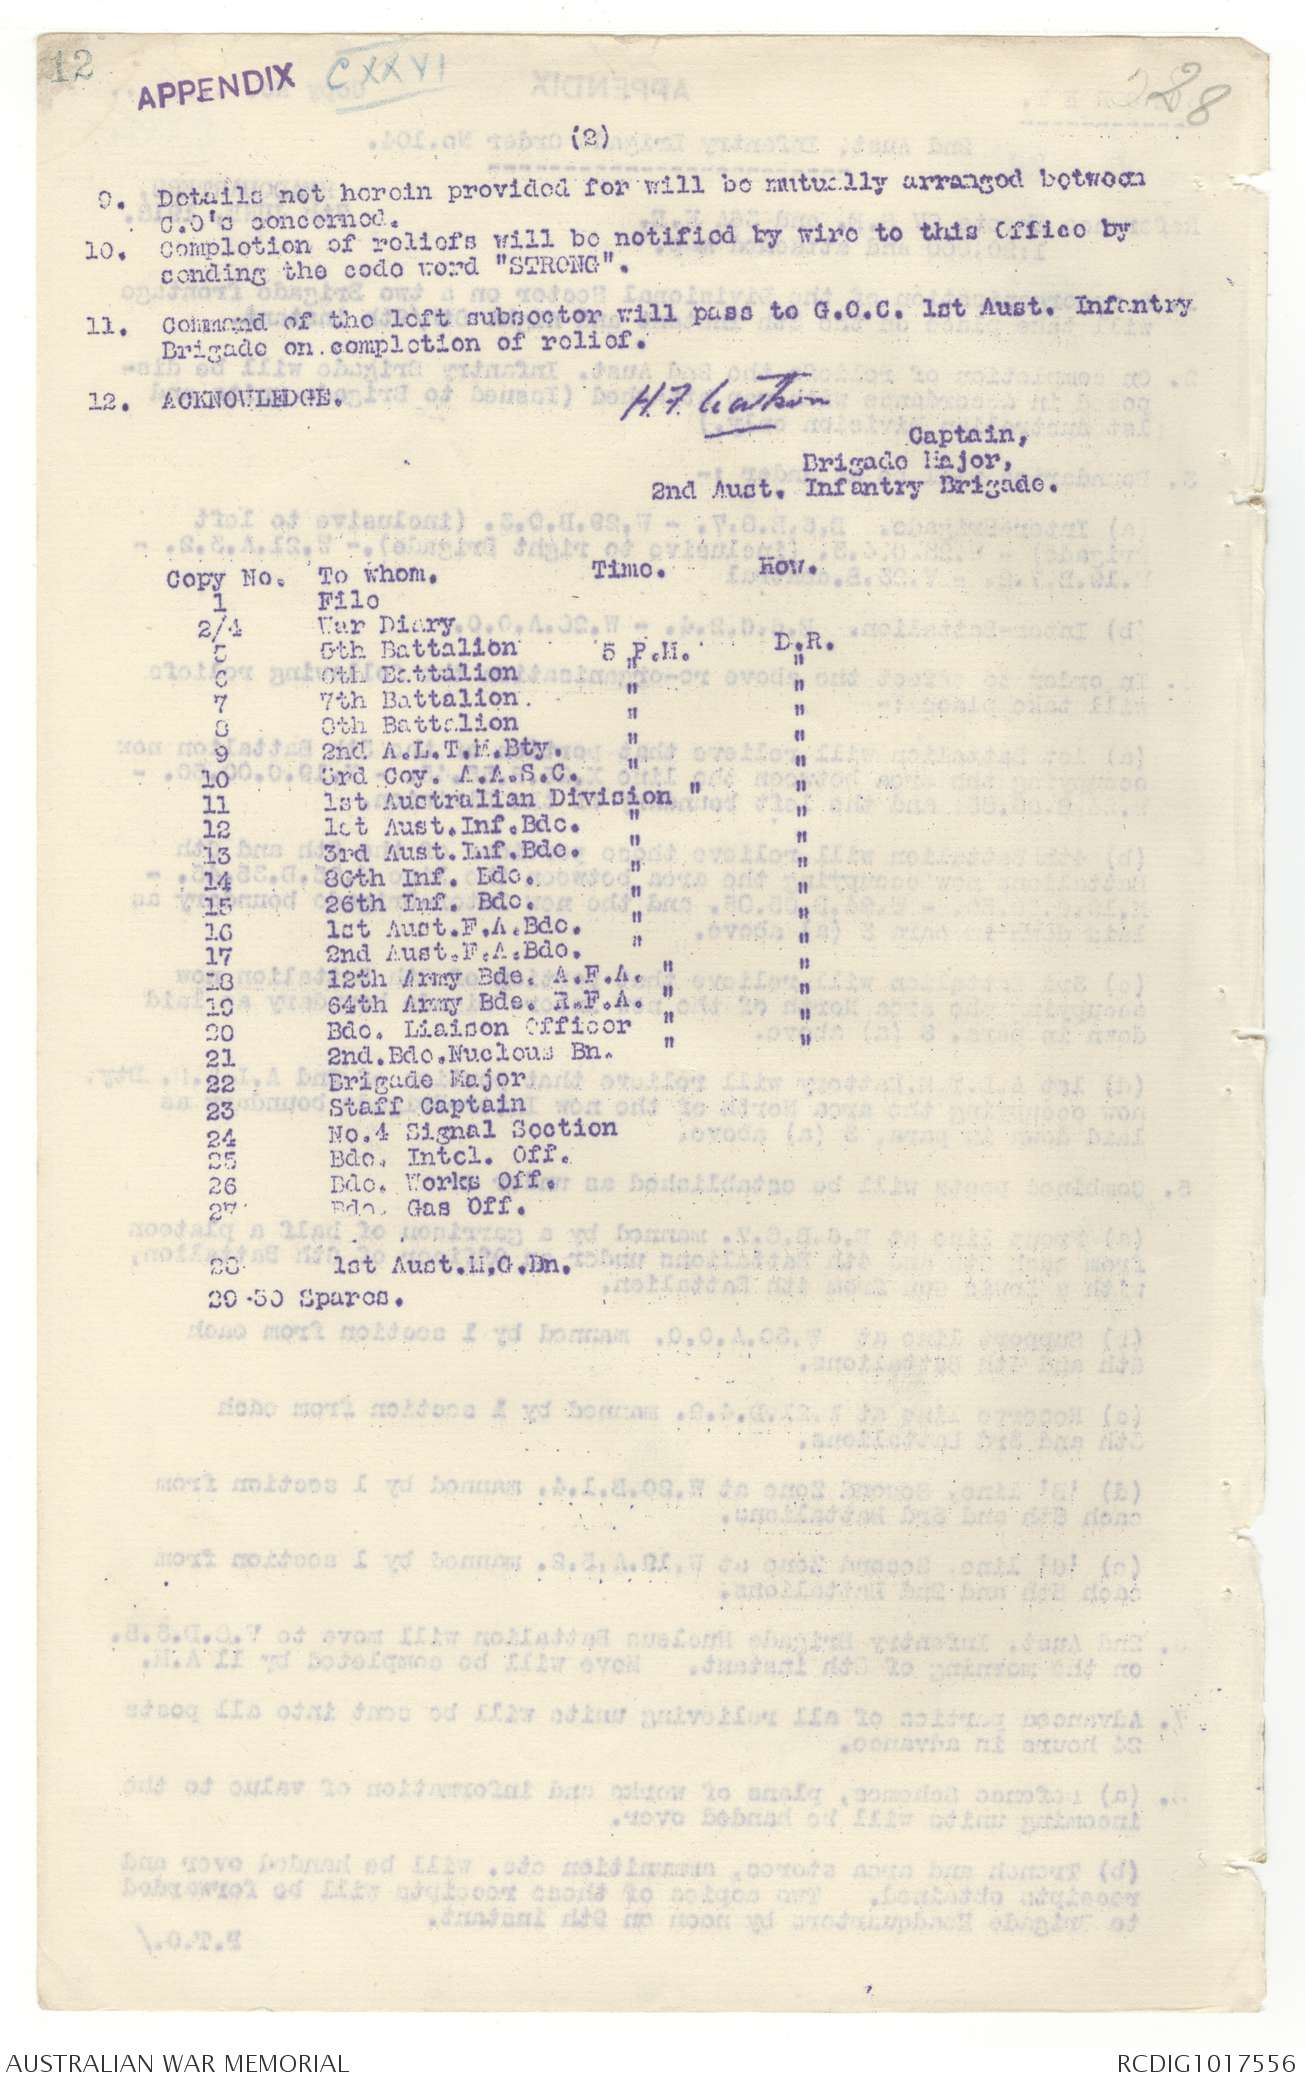 12
APPENDIX CXXVI
228
(2)
9. Details not herein provided for will be mutually arranged between
C.O's concerned.
10. Completion of reliefs will be notified by wire to this Office by
sending the code word "STRONG".
11. Command of the left subsector will pass to G.O.C. 1st Aust. Infantry
Brigade on completion of relief.
12. ACKNOWLEDGE.
H.F. Watson
Captain,
Brigade Major,
2nd Aust. Infantry Brigade.
Copy No. To whom. Time. How.
1 File
2/4 War Diary
5 5th Battalion 5 P.M. D.R.
6 6th Battalion " "
7 7th Battalion. " "
8 8th Battalion " "
9 2nd A.L.T.M.Bty. " "
10 3rd Coy. A.A.S.C. " "
11 1st Australian Division " "
12 1st Aust.Inf.Bde. " "
13 3rd Aust.Inf.Bde. " "
14 86th Inf. Bde. " "
15 26th Inf. Bde. " "
16 1st Aust.F.A.Bde. " "
17 2nd Aust.F.A.Bde. " "
18 12th Army Bde. A.F.A. " "
19 64th Army Bde. R.F.A. " "
20 Bde. Liaison Officer " "
21 2nd.Bde.Nucleus Bn.
22 Brigade Major
23 Staff Captain
24 No.4 Signal Section
25 Bde. Intel. Off.
26 Bde. Works Off.
27 Bde. Gas Off.
28 1st Aust.M.G.Bn.
29-30 Spares.
AUSTRALIAN WAR MEMORIAL
RCDIG1017556